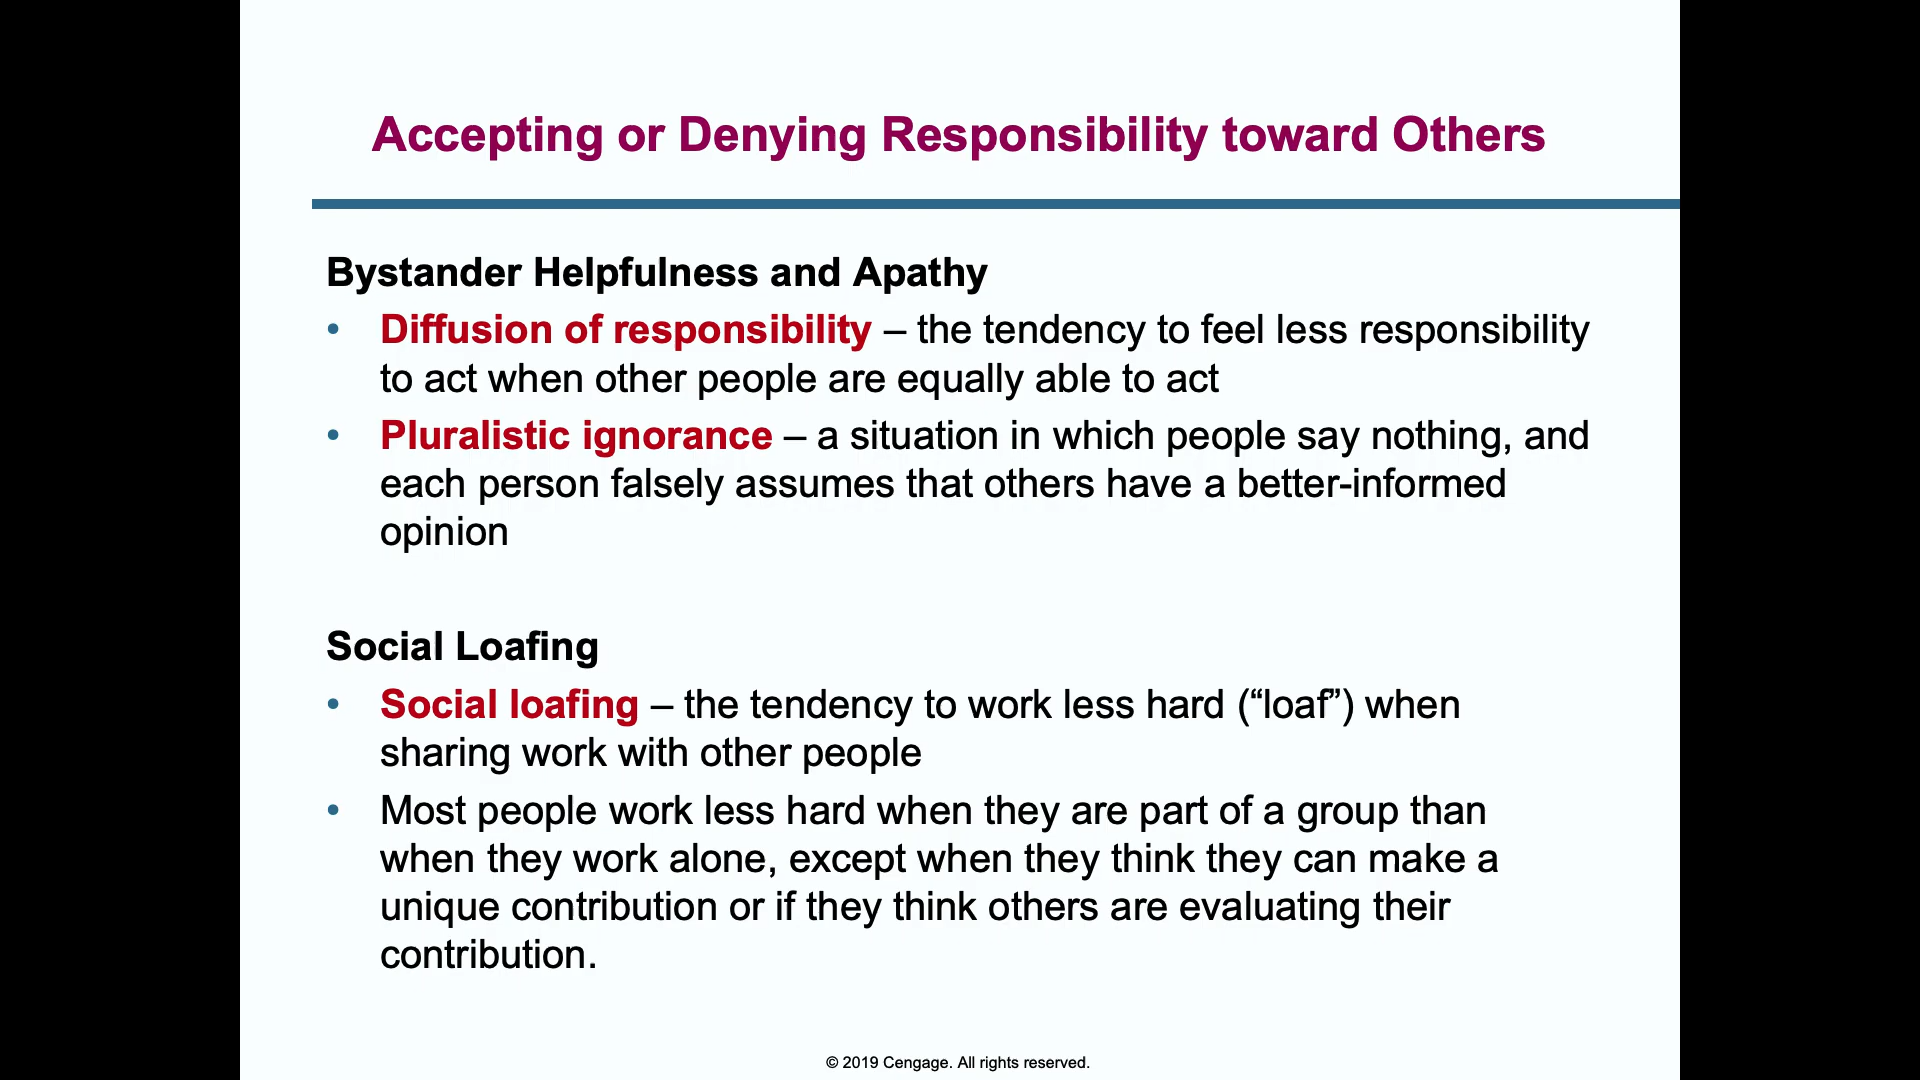 Accepting or Denying Responsibility toward Others
Bystander Helpfulness and Apathy
• Diffusion of responsibility – the tendency to feel less responsibility
to act when other people are equally able to act
• Pluralistic ignorance – a situation in which people say nothing, and
each person falsely assumes that others have a better-informed
opinion
Social Loafing
• Social loafing – the tendency to work less hard (“loaf”) when
sharing work with other people
• Most people work less hard when they are part of a group than
when they work alone, except when they think they can make a
unique contribution or if they think others are evaluating their
contribution.
© 2019 Cengage. All rights reserved.